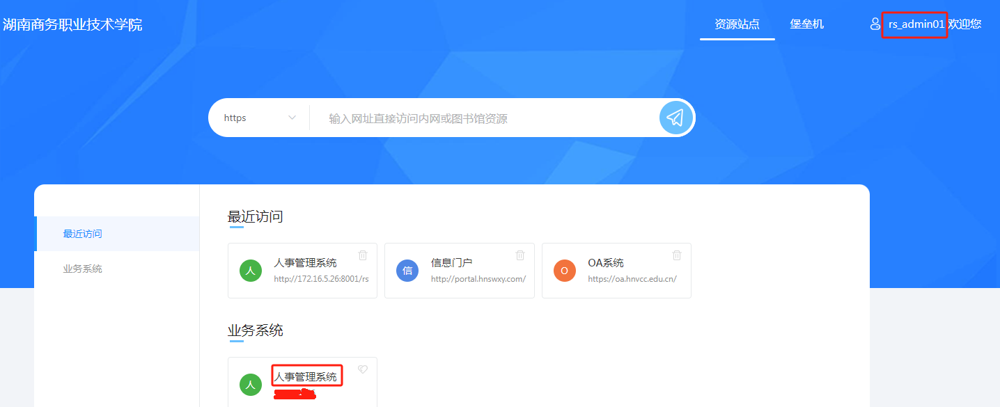 湖南商务职业技术学院
资源站点
堡垒机
rs_admin01 欢迎您
https
输入网址直接访问内网或图书馆资源
最近访问
业务系统
最近访问
人
人事管理系统
http://172.16.5.26:8001/rs
信
信息门户
http://portal.hnswxy.com/
O
OA系统
https://oa.hnvcc.edu.cn/
业务系统
人
人事管理系统